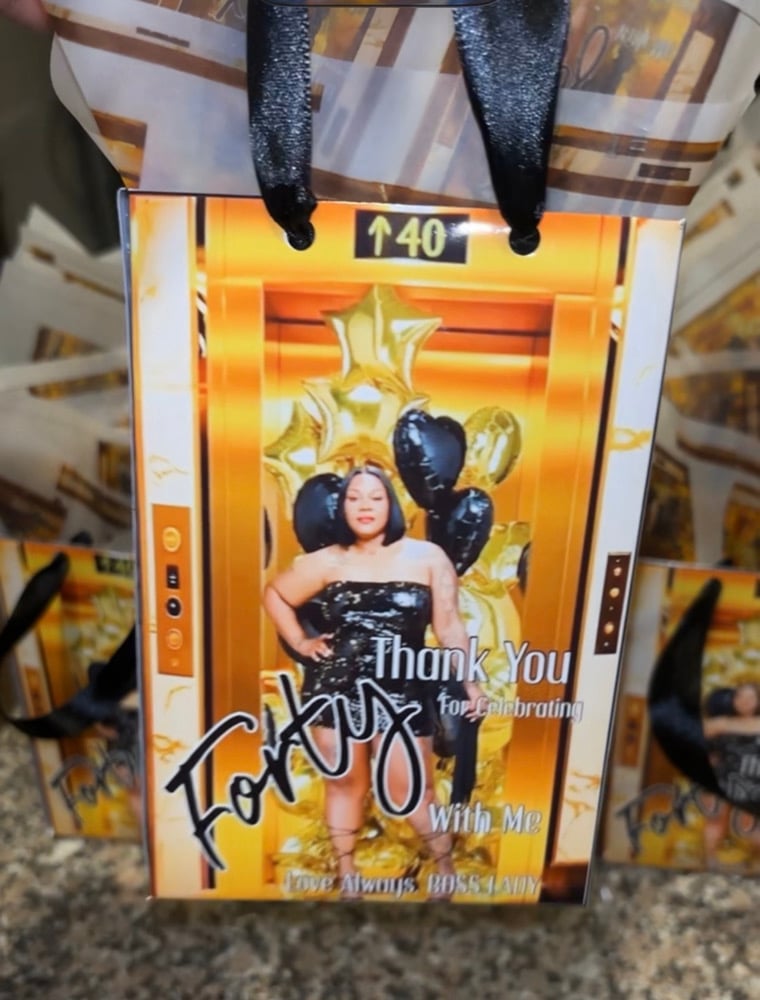 ↑40
Thank You
For Celebrating
Forty
With Me
Love Always BOSS LADY